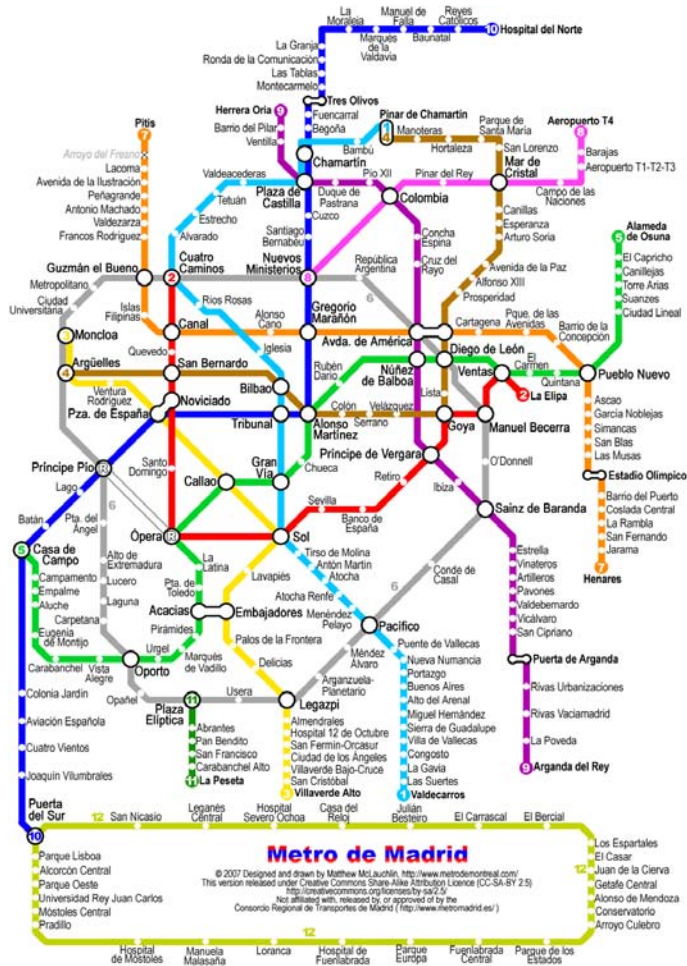 La
Moraleja
Manuel de
Falla
Reyes
Católicos
Marqués
de la
Valdavia
Baunatal
10 Hospital del Norte
La Granja
Ronda de la Comunicación
Las Tablas
Montecarmelo
Tres Olivos
Herrera Oria
9
Barrio del Pilar
Ventilla
Fuencarral
Begoña
Pinar de Chamartín
1
4
Manoteras
Hortaleza
Parque de
Santa María
San Lorenzo
Aeropuerto T4
8
Barajas
Aeropuerto T1-T2-T3
Pitis
7
Arroyo del Fresno
Lacoma
Avenida de la Ilustración
Peñagrande
Antonio Machado
Valdezarza
Francos Rodríguez
Bambú
Chamartín
Valdeacederas
Tetuán
Estrecho
Alvarado
Plaza de
Castilla
Duque de
Pastrana
Pío XII
Pinar del Rey
Mar de
Cristal
Campo de las
Naciones
Colombia
Cuzco
Santiago
Bernabéu
Concha
Espina
Cruz del
Rayo
Canillas
Esperanza
Arturo Soria
Alameda
de Osuna
5
El Capricho
Canillejas
Torre Arias
Suanzes
Ciudad Lineal
Guzmán el Bueno
Metropolitano
Ciudad
Universitaria
Cuatro
Caminos
2
Nuevos
Ministerios
8
República
Argentina
6
Avenida de la Paz
Alfonso XIII
Prosperidad
Islas
Filipinas
Ríos Rosas
Canal
Alonso
Cano
Iglesia
Gregorio
Marañón
Avda. de América
Cartagena
Pque. de las
Avenidas
Barrio de la
Concepción
3
Moncloa
Argüelles
4
Quevedo
San Bernardo
Bilbao
Rubén
Darío
Núñez
de Balboa
Diego de León
Ventas
El
Carmen
Quintana
Pueblo Nuevo
2 La Elipa
Ventura
Rodríguez
Noviciado
Pza. de España
Tribunal
Alonso
Martínez
Colón
Serrano
Velázquez
Lista
Goya
Manuel Becerra
Ascao
García Noblejas
Simancas
San Blas
Las Musas
Príncipe Pío
R
Lago
Batán
Santo
Domingo
Callao
Gran
Vía
Chueca
Príncipe de Vergara
Retiro
O'Donnell
Ibiza
Estadio Olímpico
Barrio del Puerto
Coslada Central
La Rambla
San Fernando
Jarama
7
Henares
6
Pta. del
Ángel
Ópera
R
Sol
Sevilla
Banco de
España
Sainz de Baranda
5
Casa de
Campo
Campamento
Empalme
Aluche
Eugenia
de Montijo
Carabanchel
Vista
Alegre
Alto de
Extremadura
Lucero
Laguna
Carpetana
La
Latina
Pta. de
Toledo
Lavapiés
Tirso de Molina
Antón Martín
Atocha
Atocha Renfe
Menéndez
Pelayo
Conde de
Casal
6
Estrella
Vinateros
Artilleros
Pavones
Valdebernardo
Vicálvaro
San Cipriano
Acacias
Embajadores
Pirámides
Palos de la Frontera
Pacífico
Urgel
Marqués
de Vadillo
Oporto
Delicias
Méndez
Álvaro
Arganzuela-
Planetario
Puente de Vallecas
Nueva Numancia
Portazgo
Buenos Aires
Alto del Arenal
Miguel Hernández
Sierra de Guadalupe
Villa de Vallecas
Congosto
La Gavia
Las Suertes
1
Valdecarros
Puerta de Arganda
Rivas Urbanizaciones
Rivas Vaciamadrid
La Poveda
9
Arganda del Rey
Opañel
11
Plaza
Elíptica
Usera
Legazpi
Abrantes
Pan Bendito
San Francisco
Carabanchel Alto
11 La Peseta
Almendrales
Hospital 12 de Octubre
San Fermín-Orcasur
Ciudad de los Ángeles
Villaverde Bajo-Cruce
San Cristóbal
3
Villaverde Alto
Colonia Jardín
Aviación Española
Cuatro Vientos
Joaquín Vilumbrales
Puerta
del Sur
10
12
San Nicasio
Leganés
Central
Hospital
Severo Ochoa
Casa del
Reloj
Julián
Besteiro
El Carrascal
El Bercial
Parque Lisboa
Alcorcón Central
Parque Oeste
Universidad Rey Juan Carlos
Móstoles Central
Pradillo
Metro de Madrid
© 2007 Designed and drawn by Matthew McLauchlin, http://www.metrodemontreal.com/
This version released under Creative Commons Share-Alike Attribution Licence (CC-SA-BY 2.5)
http://creativecommons.org/licenses/by-sa/2.5/
Not affiliated with, released by, or approved of by the
Consorcio Regional de Transportes de Madrid ( http://www.metromadrid.es/ )
Los Espartales
El Casar
12
Juan de la Cierva
Getafe Central
Alonso de Mendoza
Conservatorio
Arroyo Culebro
12
Hospital
de Móstoles
Manuela
Malasaña
Loranca
Hospital de
Fuenlabrada
Parque
Europa
Fuenlabrada
Central
Parque de los
Estados